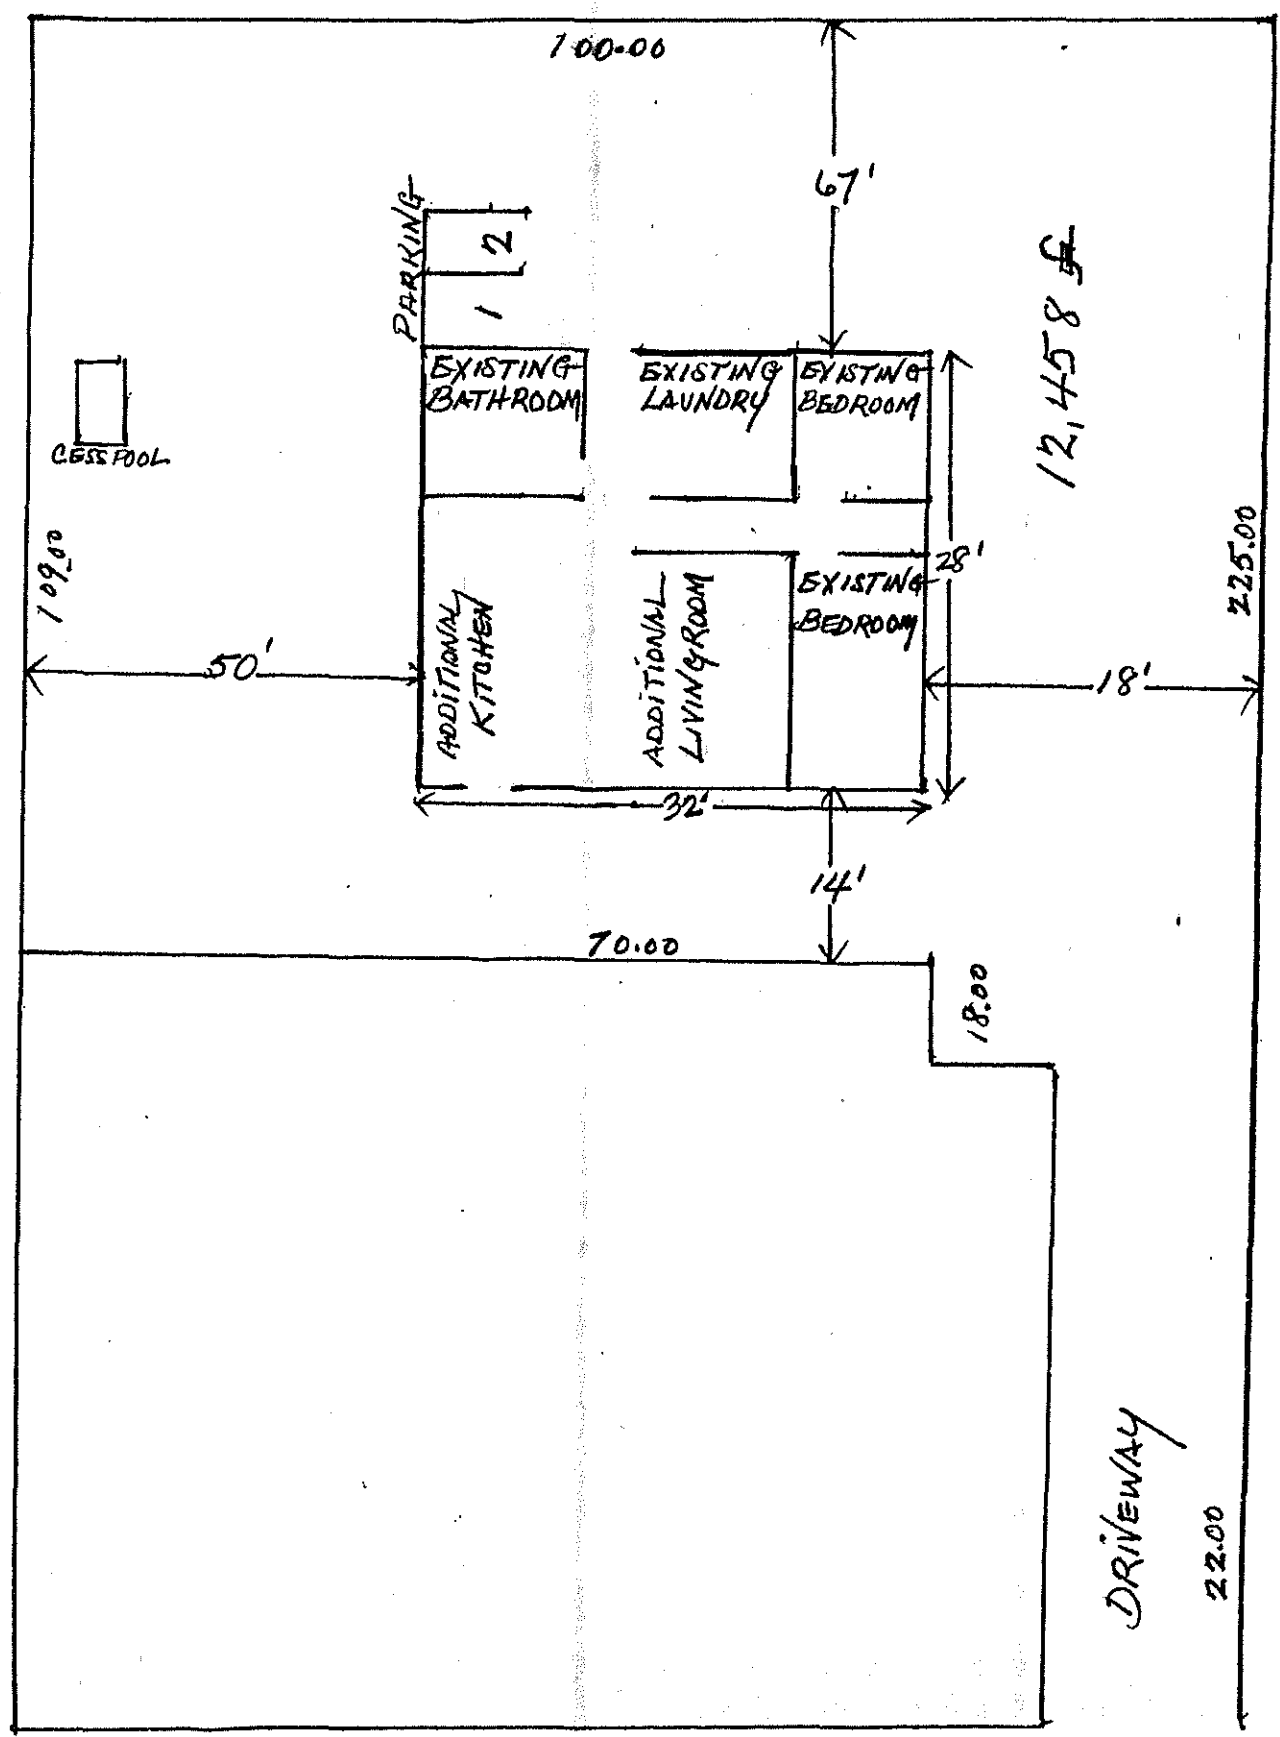 100.00
67'
PARKING
2
1
12,458 sf
EXISTING
BATHROOM
EXISTING
LAUNDRY
EXISTING
BEDROOM
CESSPOOL
109.00
28'
225.00
EXISTING
BEDROOM
ADDITIONAL
KITCHEN
ADDITIONAL
LIVINGROOM
50'
18'
32'
14'
70.00
18.00
DRIVEWAY
22.00